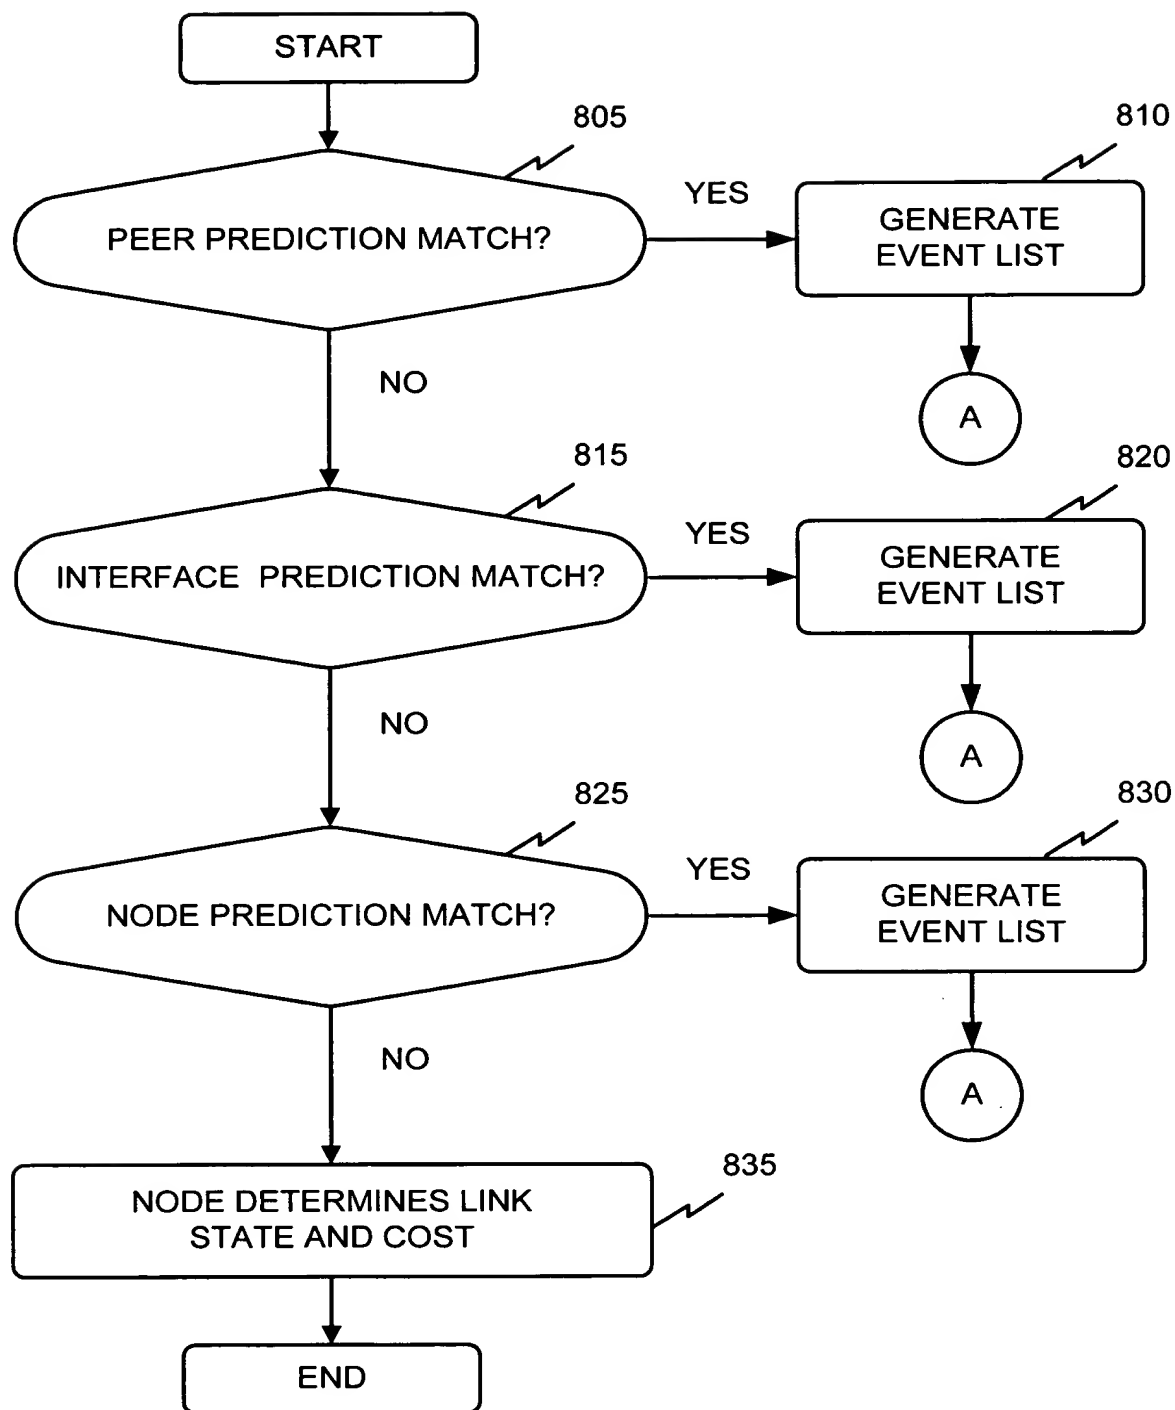 START
805
810
PEER PREDICTION MATCH?
YES
GENERATE
EVENT LIST
NO
A
815
820
INTERFACE PREDICTION MATCH?
YES
GENERATE
EVENT LIST
NO
A
825
830
NODE PREDICTION MATCH?
YES
GENERATE
EVENT LIST
NO
A
835
NODE DETERMINES LINK
STATE AND COST
END